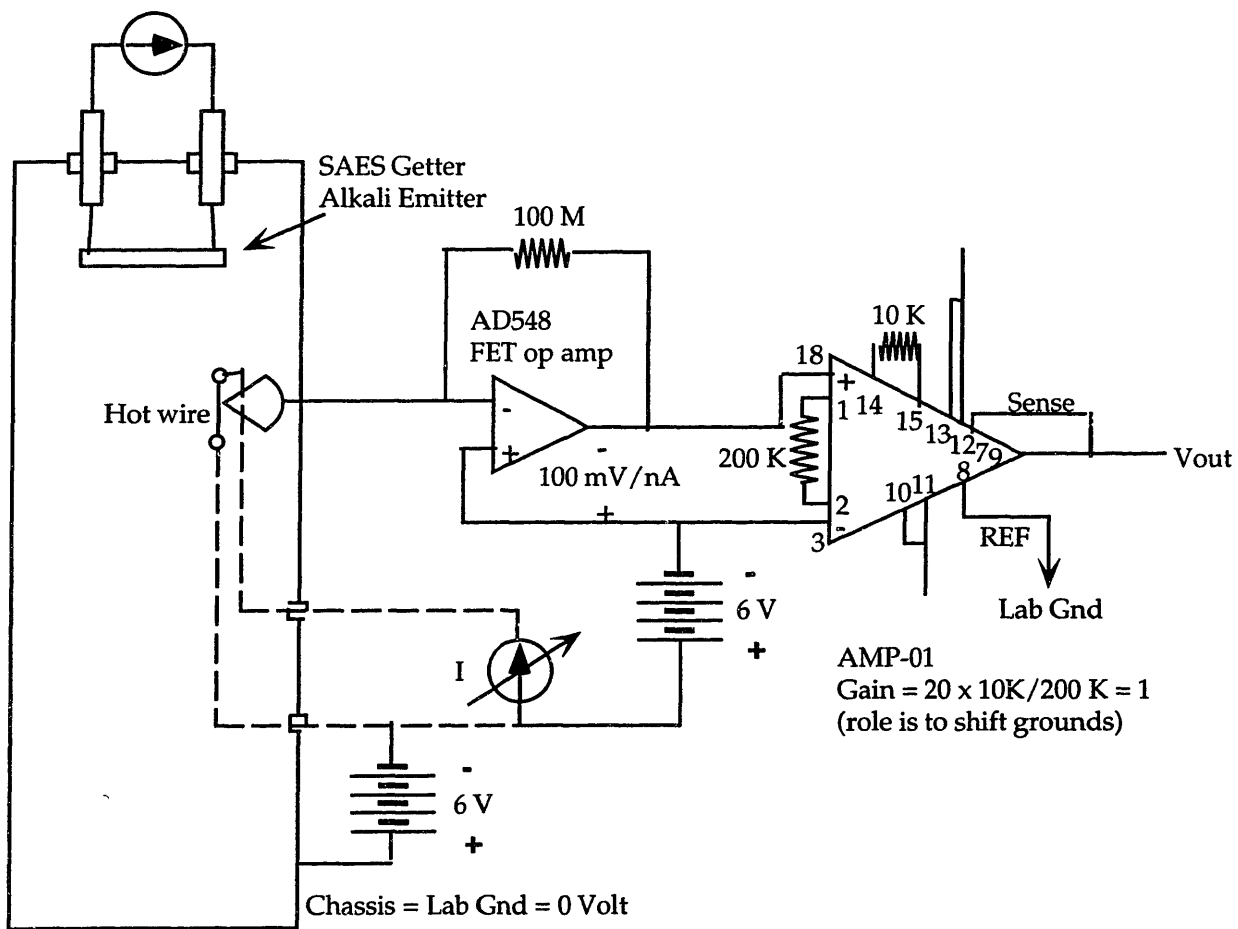 SAES Getter
Alkali Emitter
100 M
AD548
FET op amp
10 K
18
+
1
14
15
13
12
7
9
Sense
Hot wire
-
+
-
100 mV/nA
+
200 K
Vout
2
-
3
10
11
8
REF
Lab Gnd
-
6 V
+
I
AMP-01
Gain = 20 x 10K/200 K = 1
(role is to shift grounds)
-
6 V
+
Chassis = Lab Gnd = 0 Volt